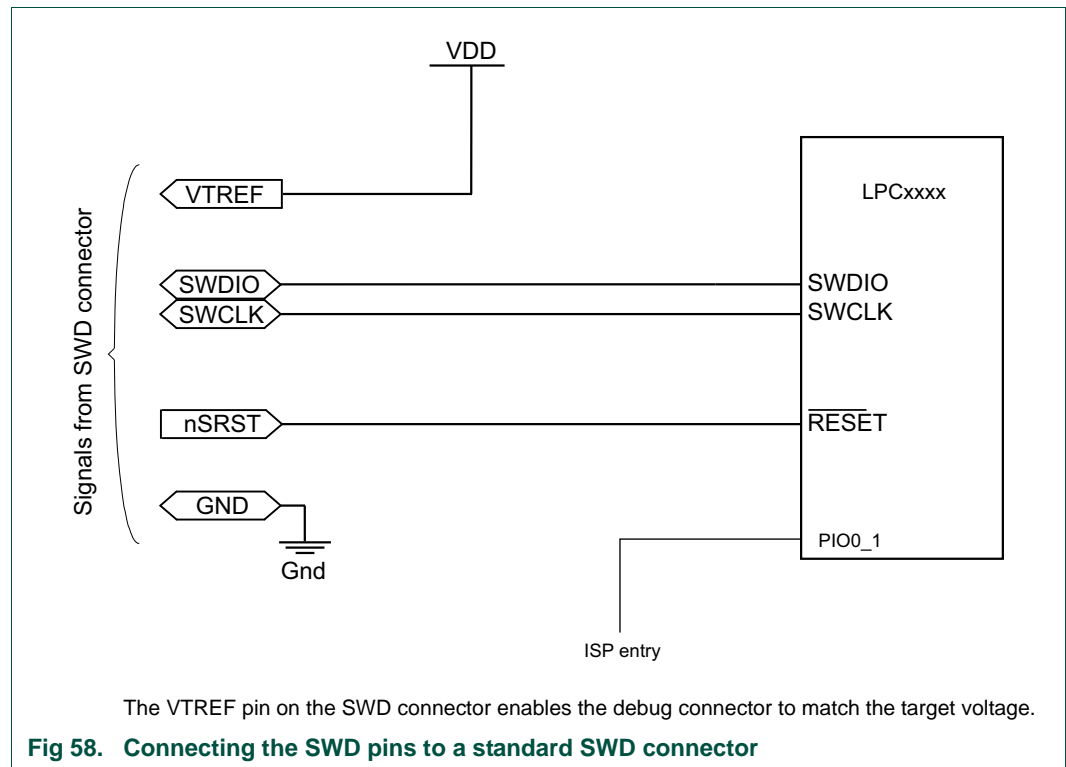 VDD
VTREF
LPCxxxx
Signals from SWD connector
SWDIO
SWCLK
SWDIO
SWCLK
nSRST
RESET
GND
Gnd
PIO0_1
ISP entry
The VTREF pin on the SWD connector enables the debug connector to match the target voltage.
Fig 58. Connecting the SWD pins to a standard SWD connector